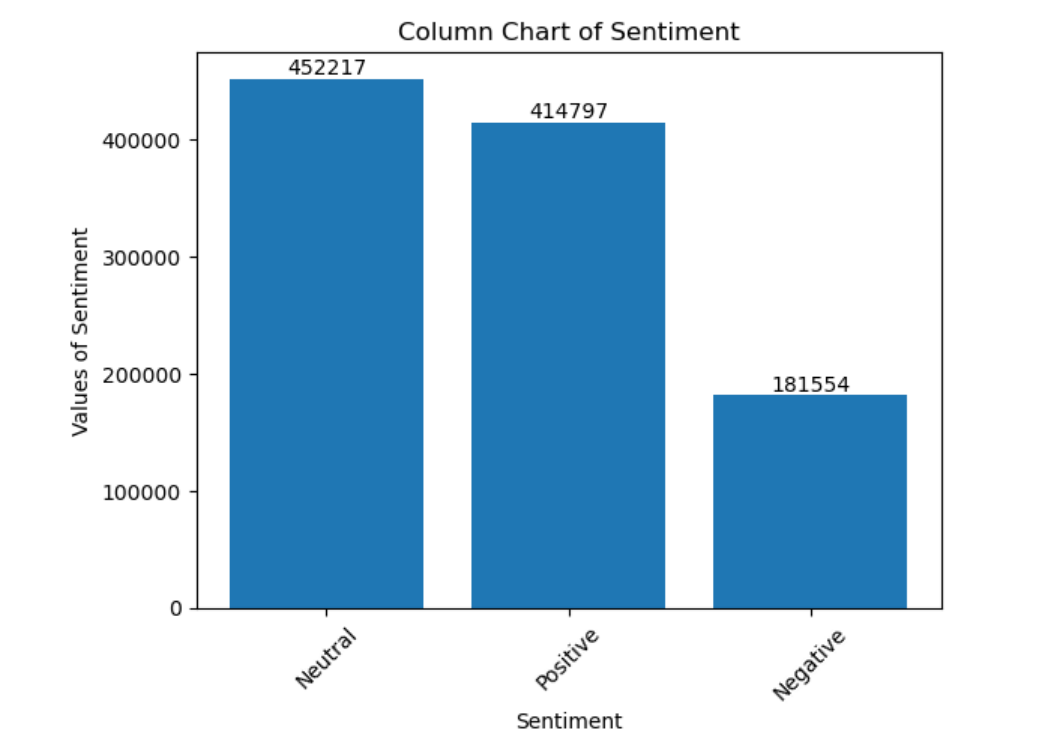 Column Chart of Sentiment
452217
414797
181554
400000
300000
200000
100000
0
Values of Sentiment
Neutral
Positive
Negative
Sentiment